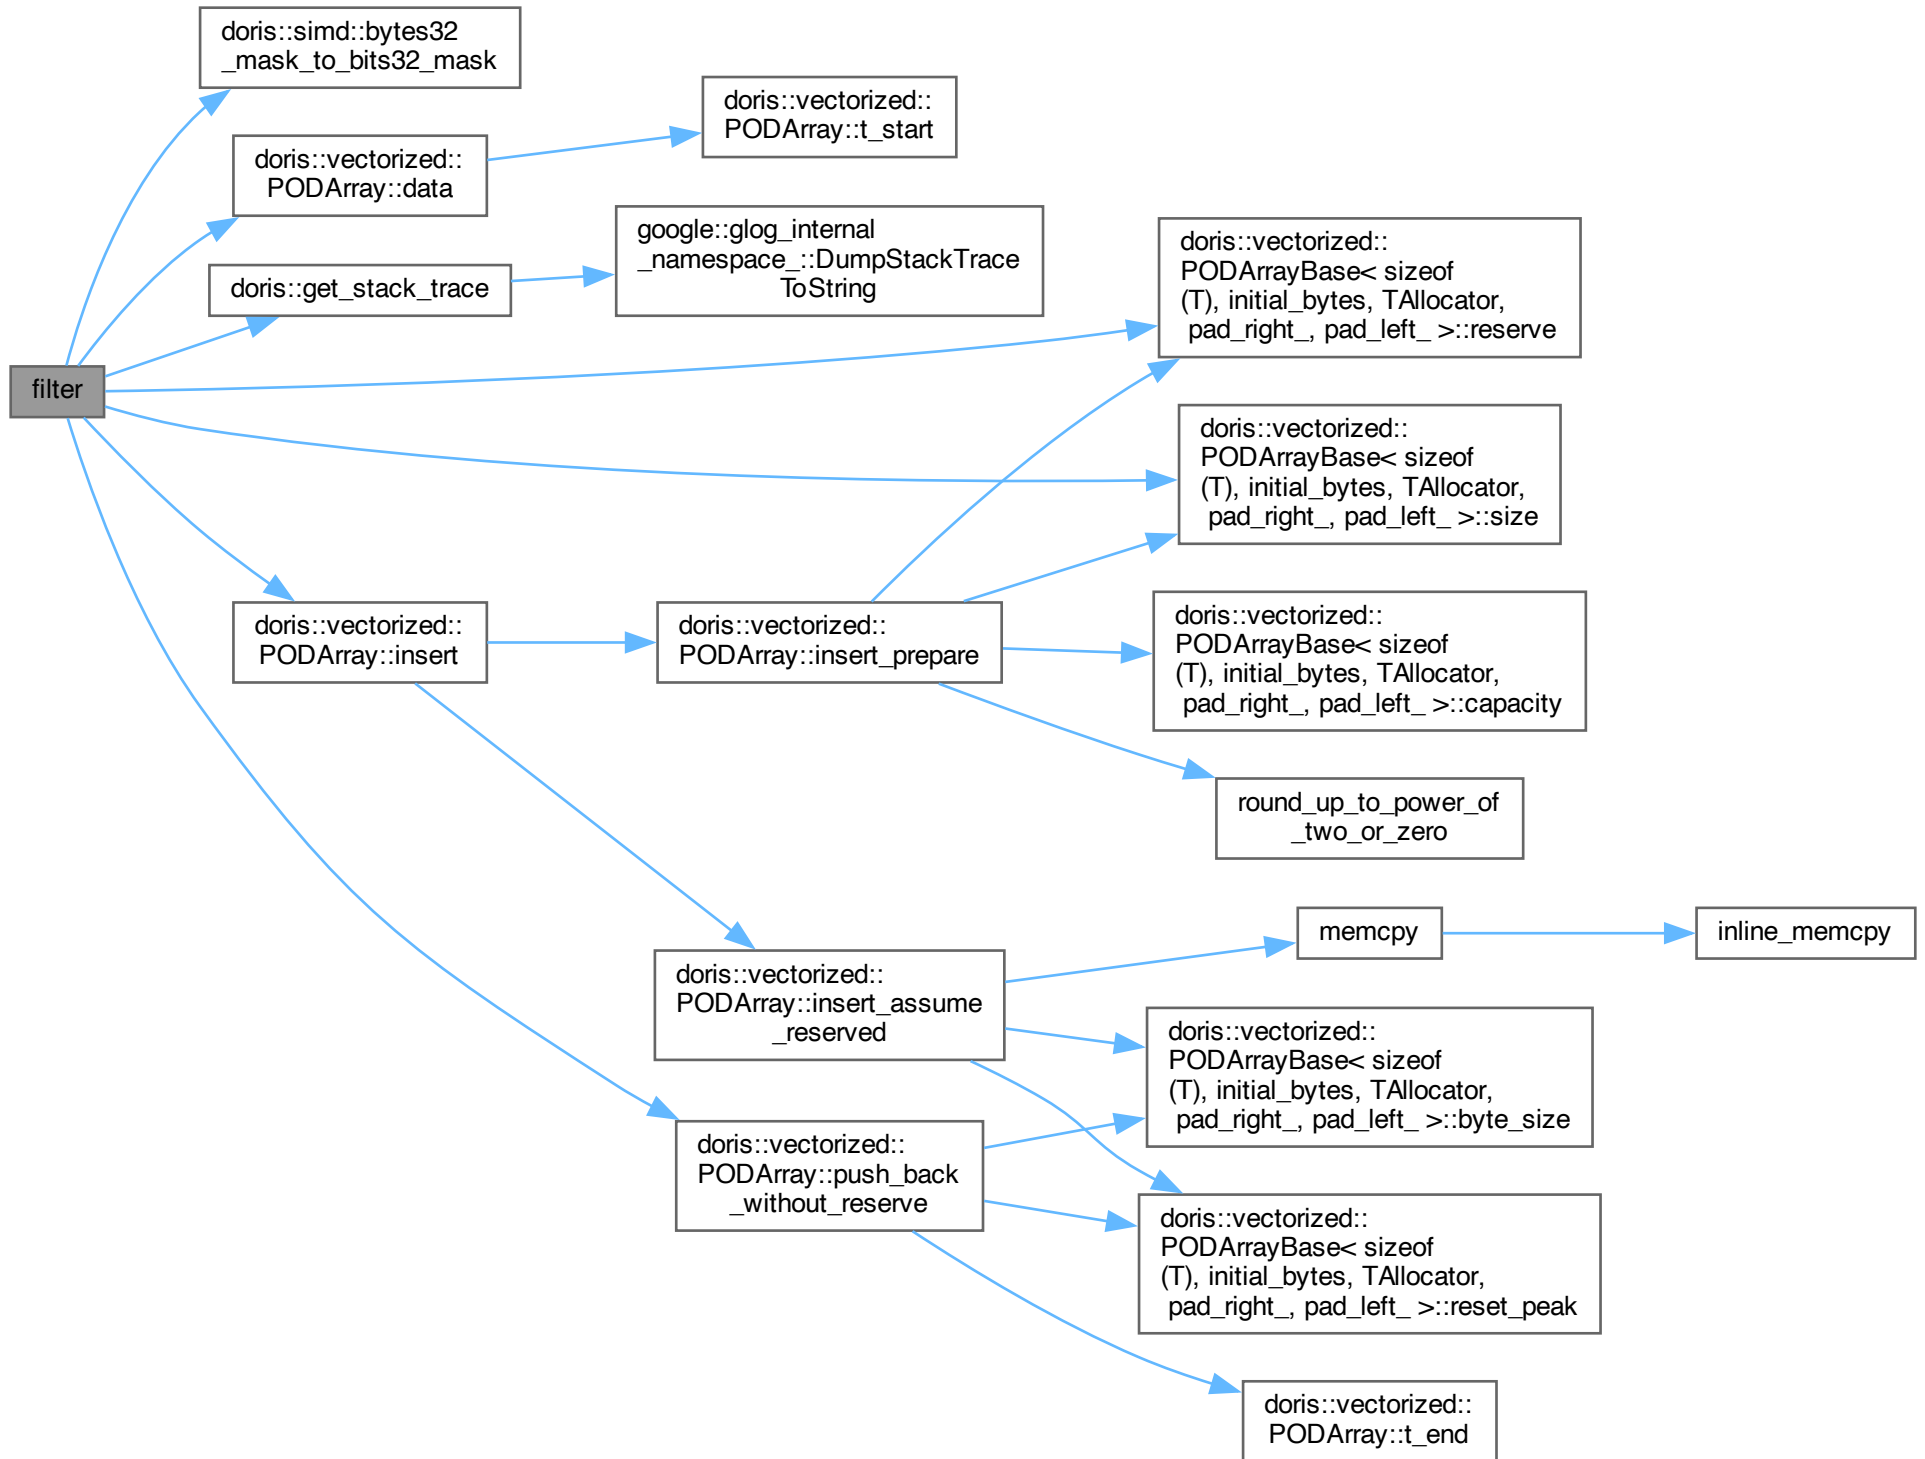 doris::simd::bytes32
_mask_to_bits32_mask
doris::vectorized::
PODArray::t_start
doris::vectorized::
PODArray::data
google::glog_internal
_namespace_::DumpStackTrace
ToString
doris::get_stack_trace
doris::vectorized::
PODArrayBase< sizeof
(T), initial_bytes, TAllocator,
pad_right_, pad_left_ >::reserve
filter
doris::vectorized::
PODArrayBase< sizeof
(T), initial_bytes, TAllocator,
pad_right_, pad_left_ >::size
doris::vectorized::
PODArray::insert
doris::vectorized::
PODArray::insert_prepare
doris::vectorized::
PODArrayBase< sizeof
(T), initial_bytes, TAllocator,
pad_right_, pad_left_ >::capacity
round_up_to_power_of
_two_or_zero
memcpy
inline_memcpy
doris::vectorized::
PODArray::insert_assume
_reserved
doris::vectorized::
PODArrayBase< sizeof
(T), initial_bytes, TAllocator,
pad_right_, pad_left_ >::byte_size
doris::vectorized::
PODArray::push_back
_without_reserve
doris::vectorized::
PODArrayBase< sizeof
(T), initial_bytes, TAllocator,
pad_right_, pad_left_ >::reset_peak
doris::vectorized::
PODArray::t_end